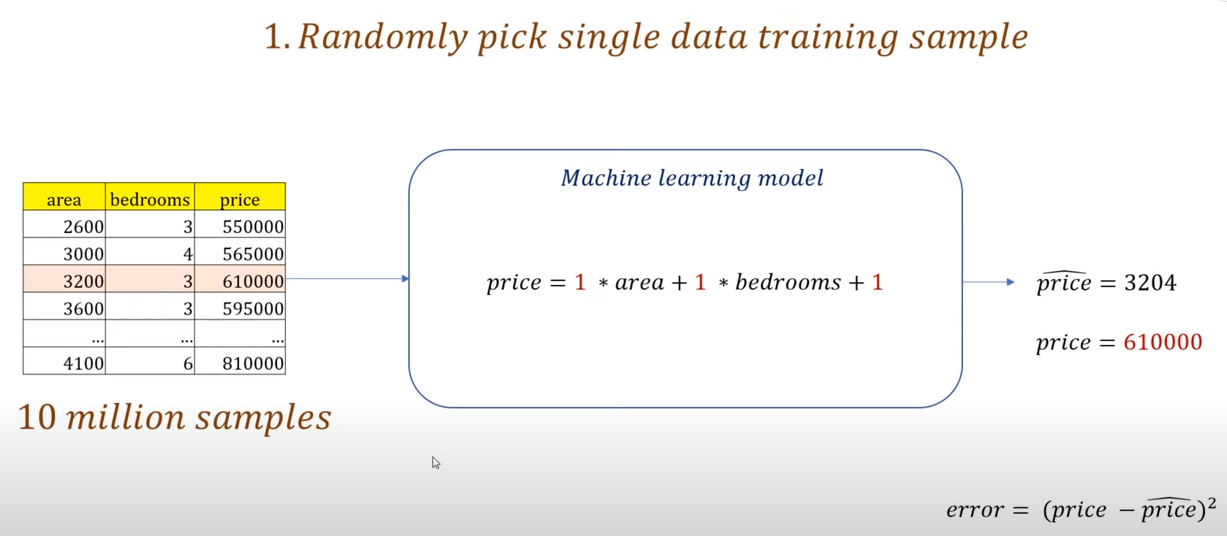 1. Randomly pick single data training sample
Machine learning model
area bedrooms price
2600 3 550000
3000 4 565000
3200 3 610000
3600 3 595000
... ... ...
4100 6 810000
price = 1 * area + 1 * bedrooms + 1
\widehat{price} = 3204
price = 610000
10 million samples
error = (price − \widehat{price})²